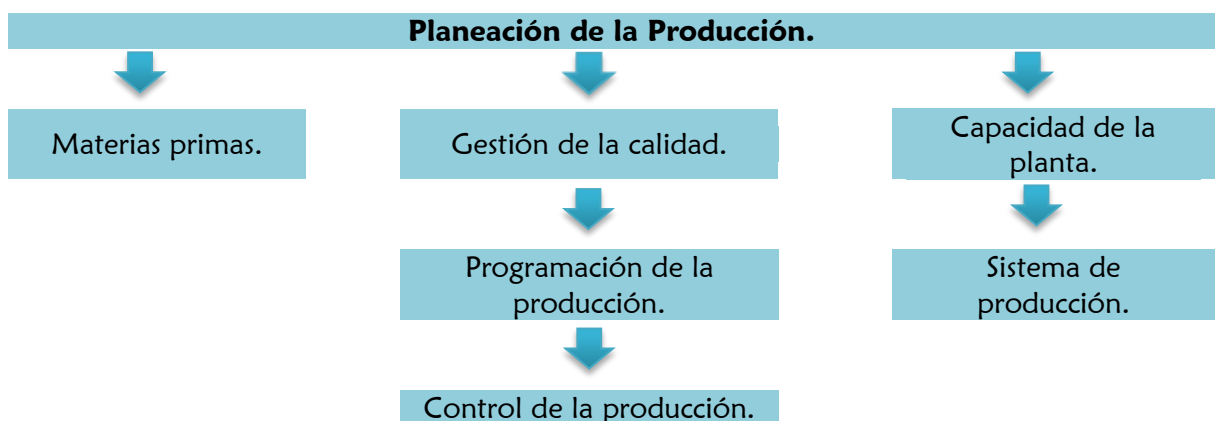 Planeación de la Producción.
Materias primas.
Gestión de la calidad.
Capacidad de la
planta.
Programación de la
producción.
Sistema de
producción.
Control de la producción.